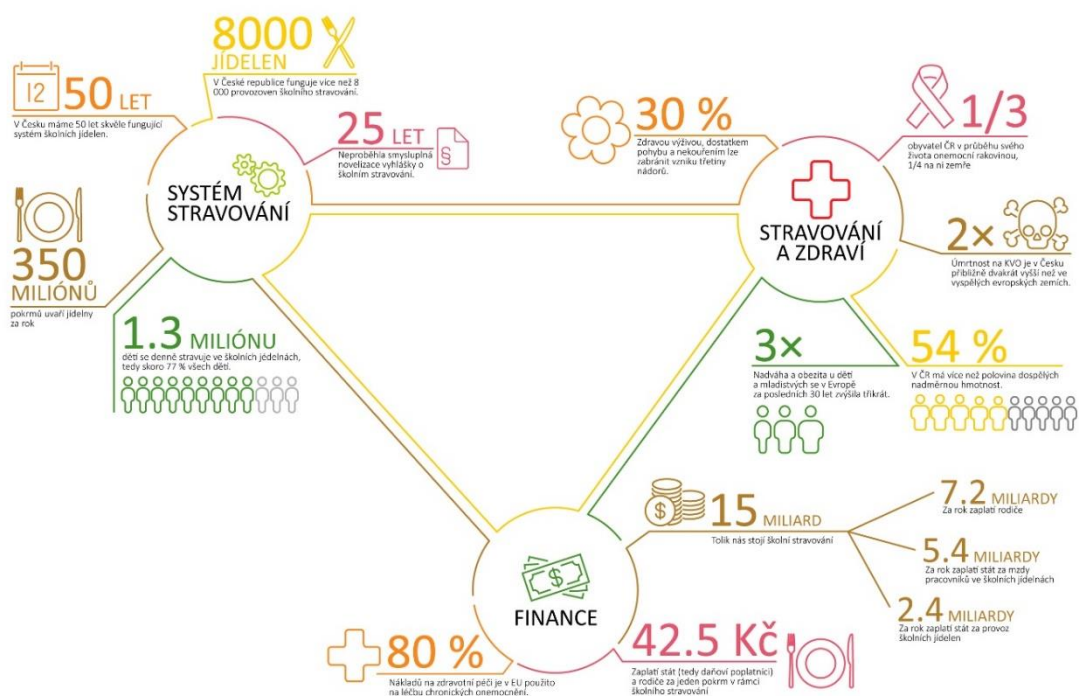 8000
JÍDELEN
V České republice funguje více než 8
000 provozoven školního stravování.
12
50 LET
V Česku máme 50 let skvěle fungující
systém školních jídelen.
25 LET
Neproběhla smysluplná
novelizace vyhlášky o
školním stravování.
§
SYSTÉM
STRAVOVÁNÍ
350
MILIÓNŮ
pokrmů uvaří jídelny
za rok
1.3 MILIÓNU
dětí se denně stravuje ve školních jédelnách,
tedy skoro 77 % všech dětí.
30 %
Zdravou výživou, dostatkem
pohybu a nekouřením lze
zabránit vzniku třetiny
nádorů.
1/3
obyvatel ČR v průběhu svého
života onemocní rakovinou,
1/4 na ni zemře
STRAVOVÁNÍ
A ZDRAVÍ
2×
Úmrtnost na KVO je v Česku
přibližně dvakrát vyšší než ve
vyspělých evropských zemích.
3×
Nadváha a obezita u dětí
a mladistvých se v Evropě
za posledních 30 let zvýšila třikrát.
54 %
V ČR má více než polovina dospělých
nadměrnou hmotnost.
FINANCE
$
$
15 MILIARD
Tolik nás stojí školní stravování
7.2 MILIARDY
Za rok zaplatí rodiče
5.4 MILIARDY
Za rok zaplatí stát za mzdy
pracovníků ve školních jídelnách
2.4 MILIARDY
Za rok zaplatí stát za provoz
školních jídelen
80 %
Nákladů na zdravotní péči je v EU použito
na léčbu chronických onemocnění.
42.5 Kč
Zaplatí stát (tedy daňoví poplatníci)
a rodiče za jeden pokrm v rámci
školního stravování